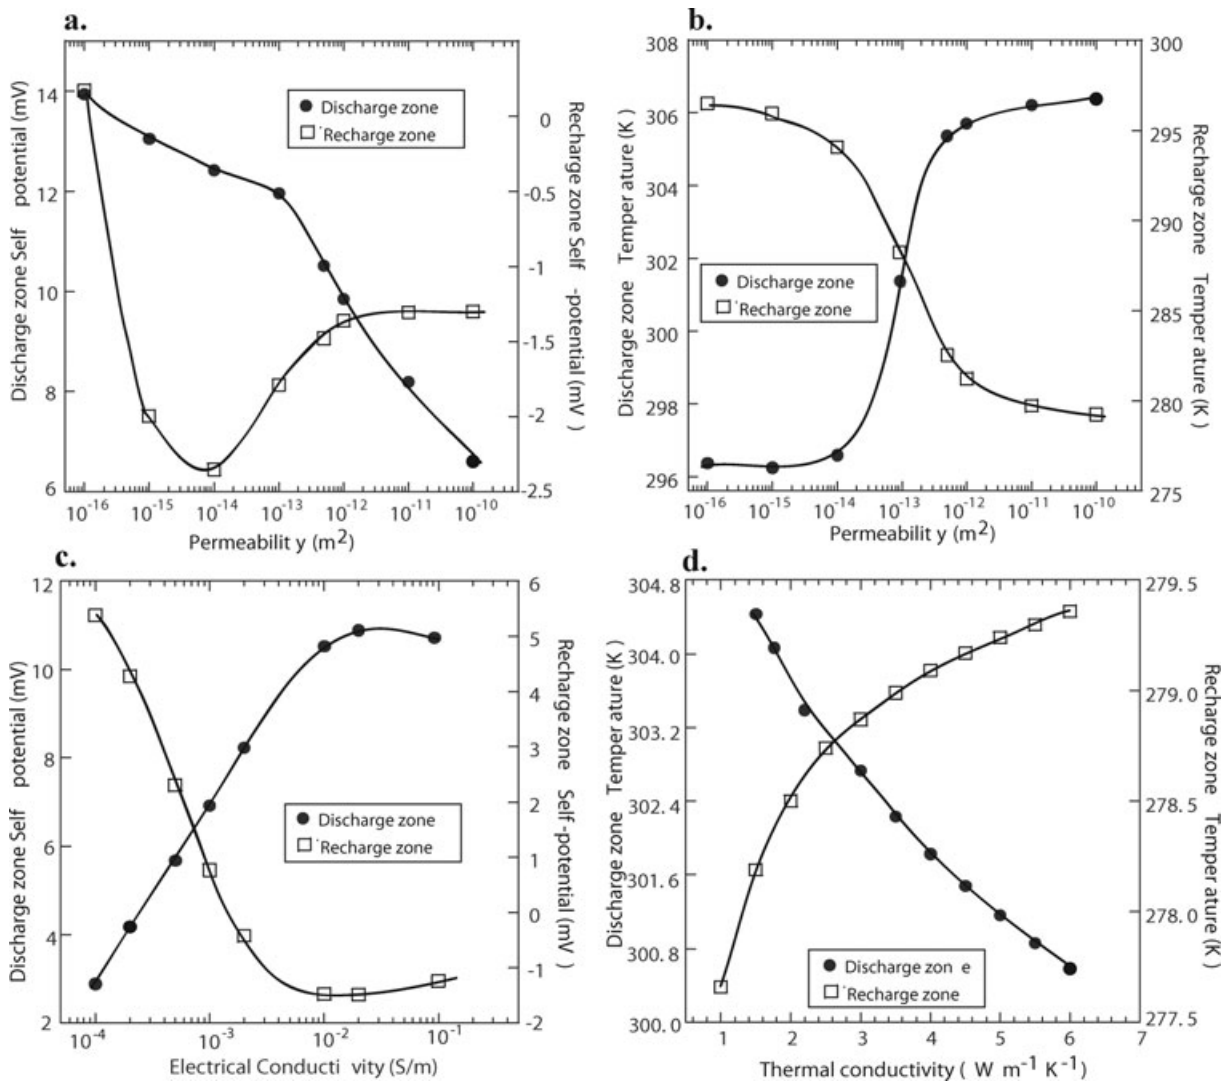 a.
Discharge zone Self potential (mV)
14
12
10
8
6
Discharge zone
Recharge zone
0
-0.5
-1
-1.5
-2
-2.5
Recharge zone Self -potential (mV)
10-16 10-15 10-14 10-13 10-12 10-11 10-10
Permeabilit y (m2)
b.
Discharge zone Temper ature (K)
308
306
304
302
300
298
296
Discharge zone
Recharge zone
300
295
290
285
280
275
Recharge zone Temper ature (K)
10-16 10-15 10-14 10-13 10-12 10-11 10-10
Permeabilit y (m2)
c.
Discharge zone Self potential (mV)
12
10
8
6
4
2
Discharge zone
Recharge zone
6
5
4
3
2
1
0
-1
-2
Recharge zone Self-potential (mV)
10-4 10-3 10-2 10-1
Electrical Conducti vity (S/m)
d.
Discharge zone Temper ature (K)
304.8
304.0
303.2
302.4
301.6
300.8
300.0
Discharge zon e
Recharge zone
279.5
279.0
278.5
278.0
277.5
Recharge zone Temper ature (K)
1 2 3 4 5 6 7
Thermal conductivity ( W m-1 K-1)